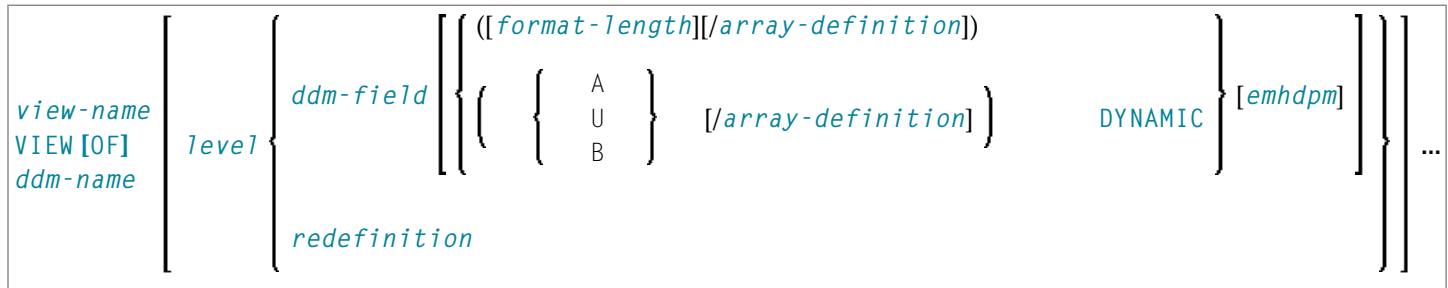 ([format-length][/array-definition])
A
ddm-field ( U [/array-definition] ) DYNAMIC [emhdpm]
B
view-name
VIEW [OF] level ...
ddm-name
redefinition